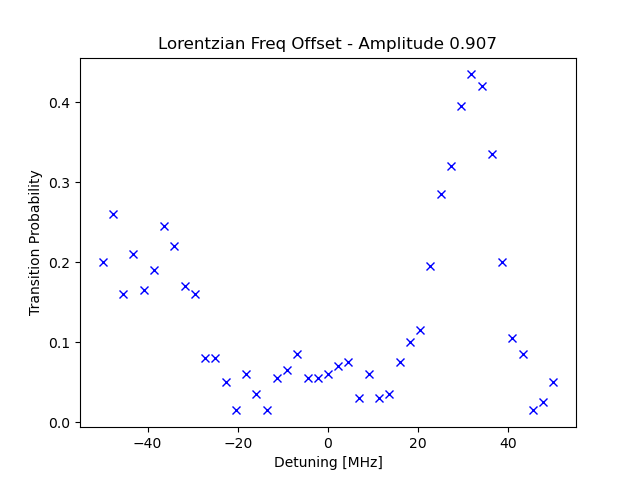 Lorentzian Freq Offset - Amplitude 0.907
Transition Probability
0.4
0.3
0.2
0.1
0.0
−40 −20 0 20 40
Detuning [MHz]